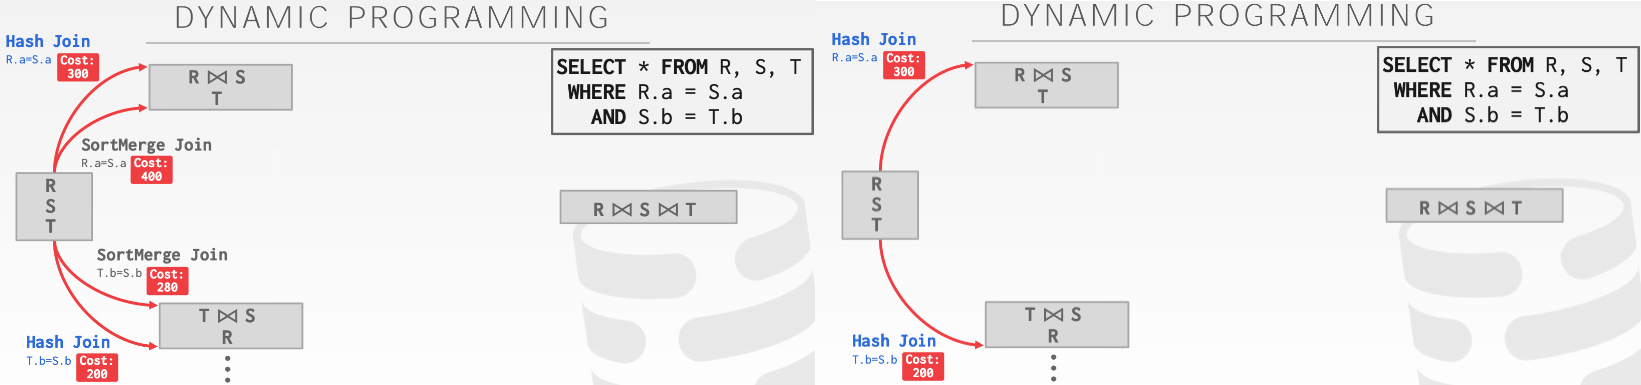 DYNAMIC PROGRAMMING
Hash Join
R.a=S.a
Cost:
300
R ⋈ S
T
SELECT * FROM R, S, T
WHERE R.a = S.a
AND S.b = T.b
SortMerge Join
R.a=S.a
Cost:
400
R
S
T
R ⋈ S ⋈ T
SortMerge Join
T.b=S.b
Cost:
280
T ⋈ S
R
Hash Join
T.b=S.b
Cost:
200
DYNAMIC PROGRAMMING
Hash Join
R.a=S.a
Cost:
300
R ⋈ S
T
SELECT * FROM R, S, T
WHERE R.a = S.a
AND S.b = T.b
R
S
T
R ⋈ S ⋈ T
T ⋈ S
R
Hash Join
T.b=S.b
Cost:
200